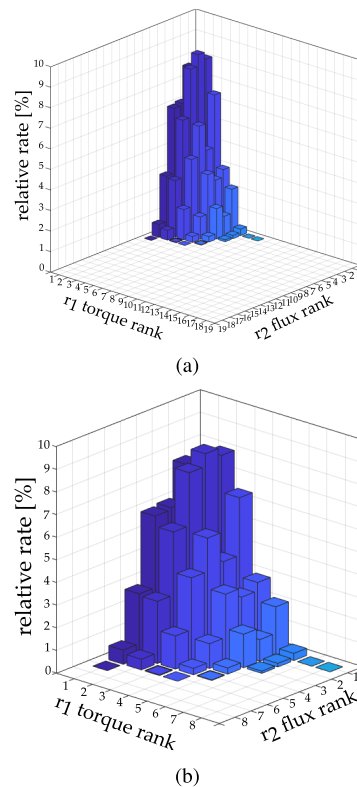 10
9
8
7
6
5
4
3
2
1
0
relative rate [%]
1 2 3 4 5 6 7 8 9 10 11 12 13 14 15 16 17 18 19
r1 torque rank
19 18 17 16 15 14 13 12 11 10 9 8 7 6 5 4 3 2 1
r2 flux rank
(a)
10
9
8
7
6
5
4
3
2
1
0
relative rate [%]
1 2 3 4 5 6 7 8
r1 torque rank
8 7 6 5 4 3 2 1
r2 flux rank
(b)